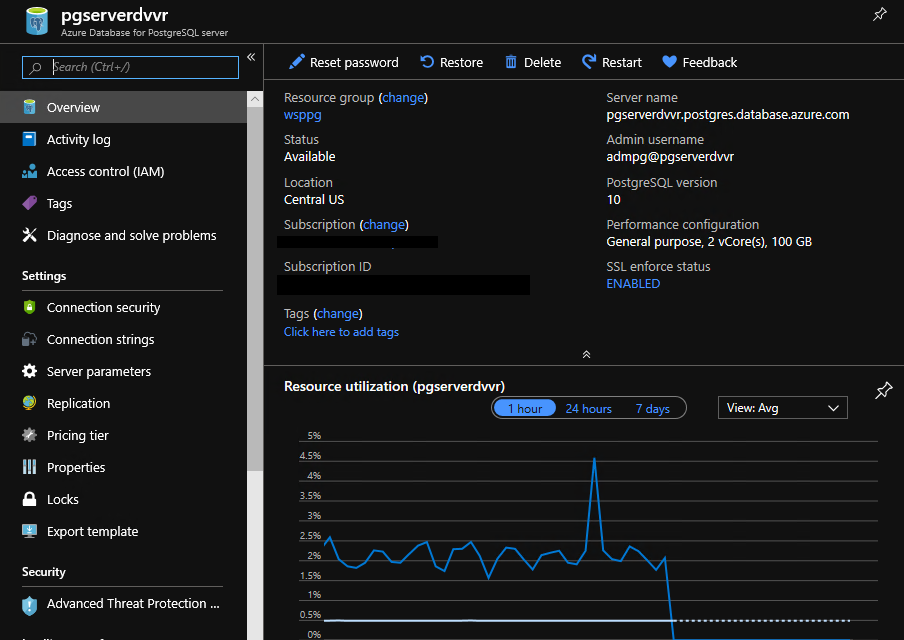 pgserverdvvr
Azure Database for PostgreSQL server
Search (Ctrl+/)
«
Overview
Activity log
Access control (IAM)
Tags
Diagnose and solve problems
Settings
Connection security
Connection strings
Server parameters
Replication
Pricing tier
Properties
Locks
Export template
Security
Advanced Threat Protection ...
Reset password
Restore
Delete
Restart
Feedback
Resource group (change)
wsppg
Status
Available
Location
Central US
Subscription (change)
Subscription ID
Tags (change)
Click here to add tags
Server name
pgserverdvvr.postgres.database.azure.com
Admin username
admpg@pgserverdvvr
PostgreSQL version
10
Performance configuration
General purpose, 2 vCore(s), 100 GB
SSL enforce status
ENABLED
Resource utilization (pgserverdvvr)
1 hour
24 hours
7 days
View: Avg
5%
4.5%
4%
3.5%
3%
2.5%
2%
1.5%
1%
0.5%
0%